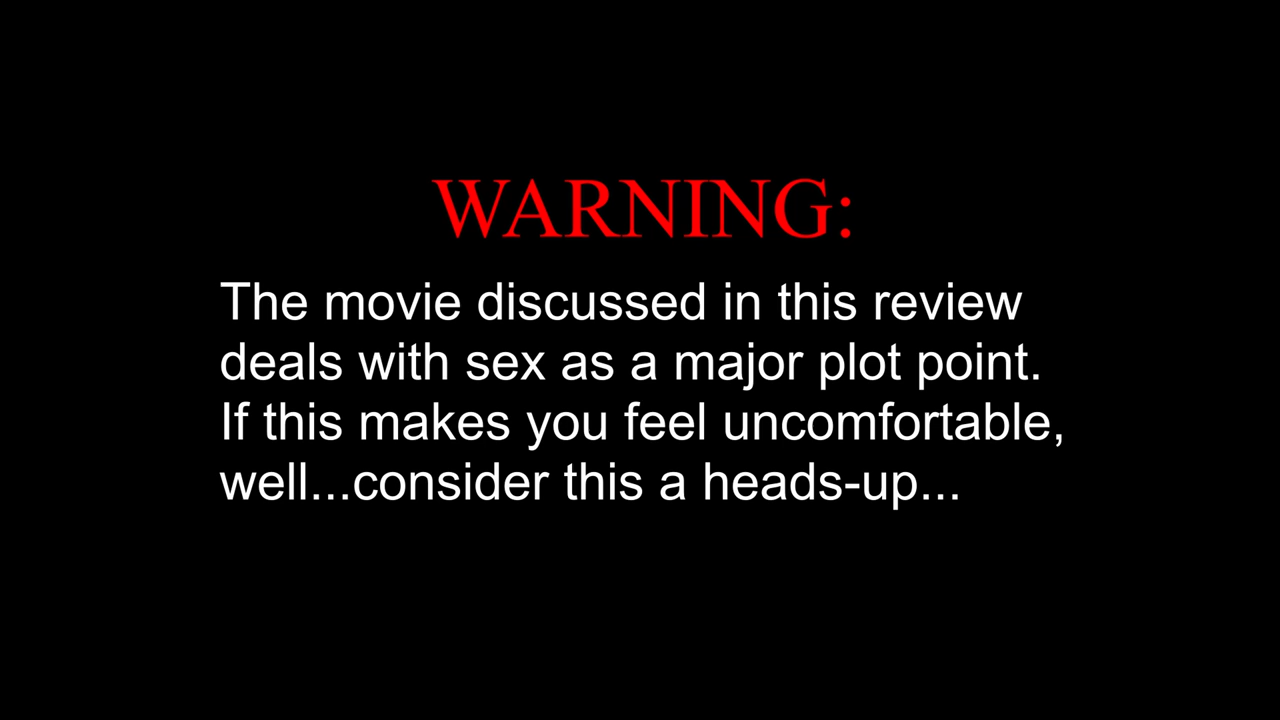 WARNING:
The movie discussed in this review
deals with sex as a major plot point.
If this makes you feel uncomfortable,
well...consider this a heads-up...